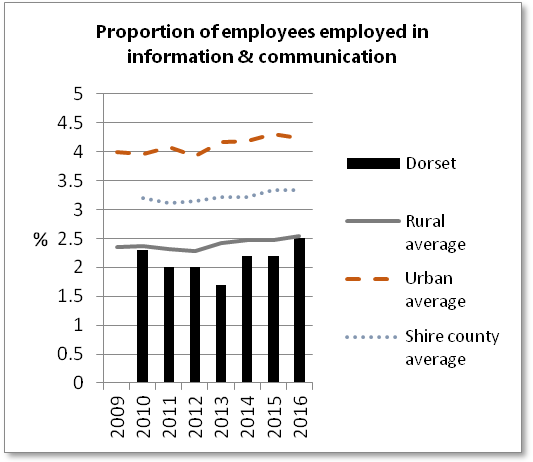 Proportion of employees employed in
information & communication
5
4.5
4
3.5
3
2.5
2
1.5
1
0.5
0
%
2009
2010
2011
2012
2013
2014
2015
2016
Dorset
Rural
average
Urban
average
Shire county
average